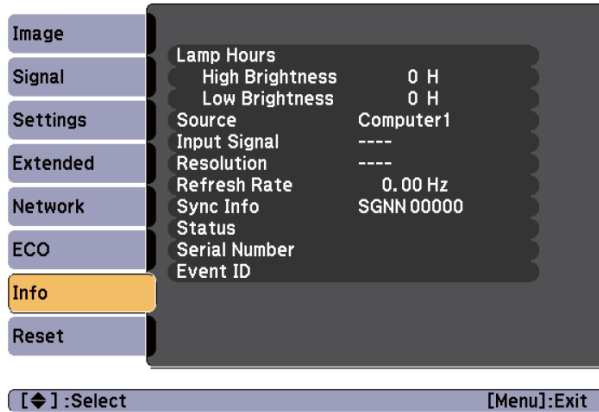 Image
Signal
Settings
Extended
Network
ECO
Info
Reset
Lamp Hours
High Brightness 0 H
Low Brightness 0 H
Source Computer1
Input Signal ----
Resolution ----
Refresh Rate 0.00 Hz
Sync Info SGNN 00000
Status
Serial Number
Event ID
[◆] :Select [Menu]:Exit